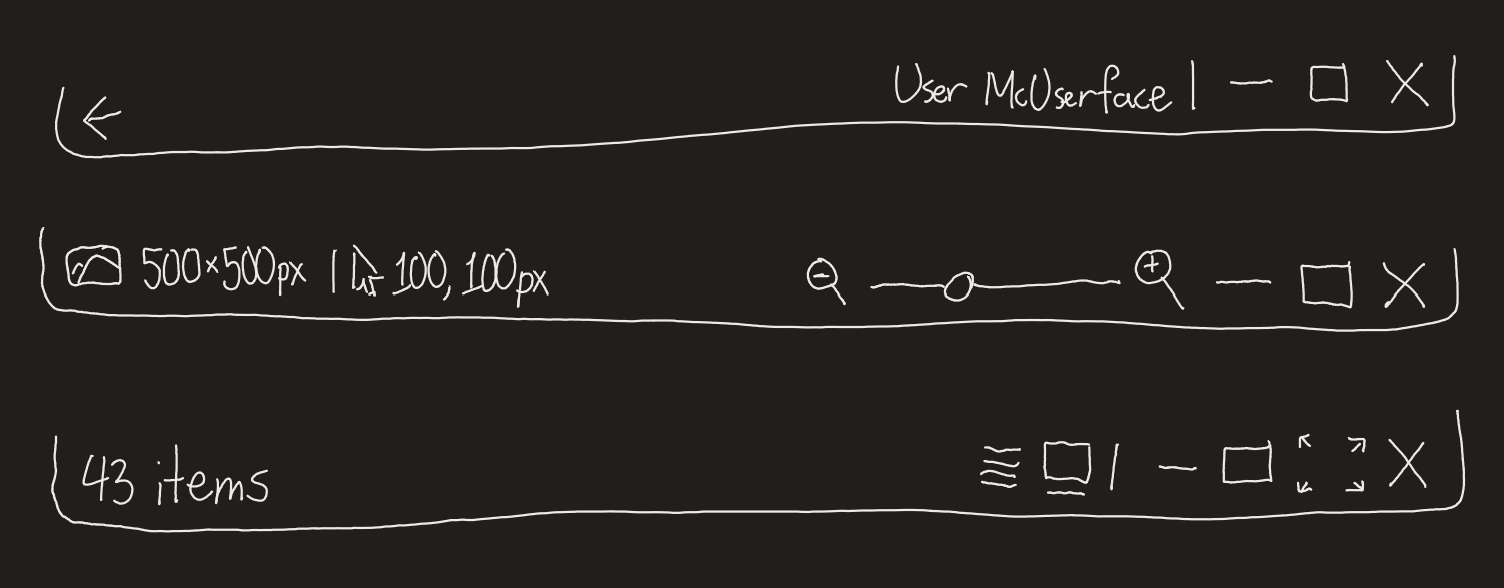 User McUserface | — □ X
500×500px | 100, 100px
43 items